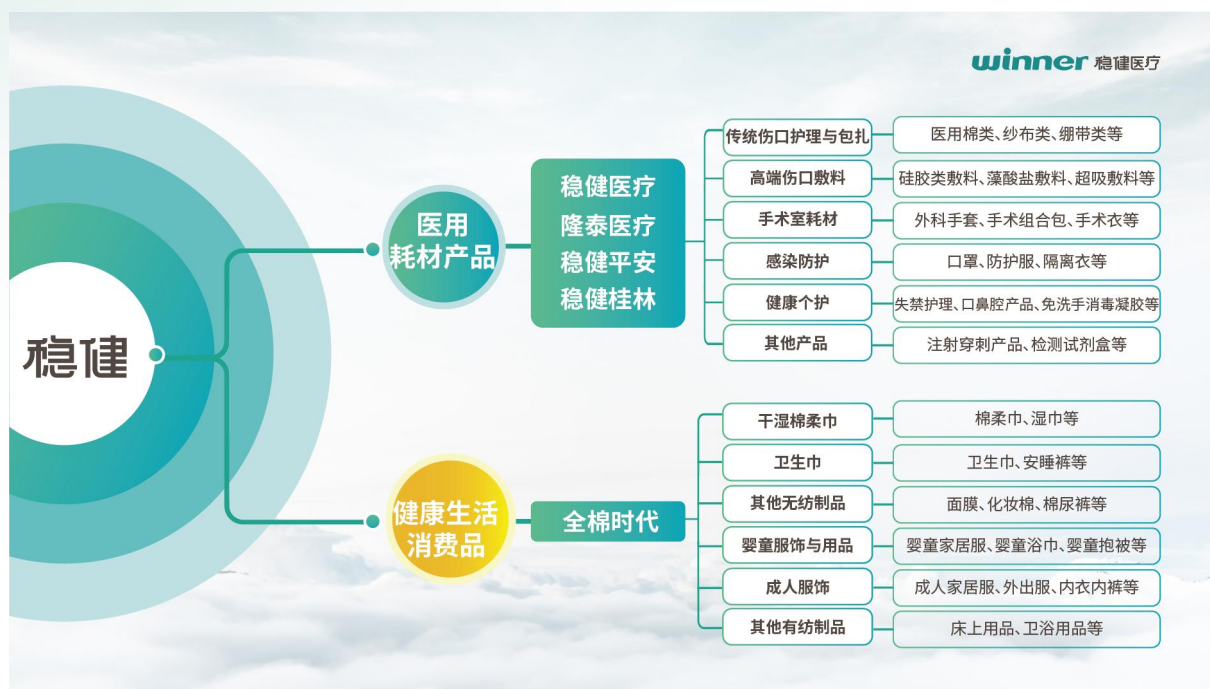 winner 稳健医疗
稳健
医用
耗材产品
稳健医疗
隆泰医疗
稳健平安
稳健桂林
传统伤口护理与包扎
医用棉类、纱布类、绷带类等
高端伤口敷料
硅胶类敷料、藻酸盐敷料、超吸敷料等
手术室耗材
外科手套、手术组合包、手术衣等
感染防护
口罩、防护服、隔离衣等
健康个护
失禁护理、口鼻腔产品、免洗手消毒凝胶等
其他产品
注射穿刺产品、检测试剂盒等
健康生活
消费品
全棉时代
干湿棉柔巾
棉柔巾、湿巾等
卫生巾
卫生巾、安睡裤等
其他无纺制品
面膜、化妆棉、棉尿裤等
婴童服饰与用品
婴童家居服、婴童浴巾、婴童抱被等
成人服饰
成人家居服、外出服、内衣内裤等
其他有纺制品
床上用品、卫浴用品等